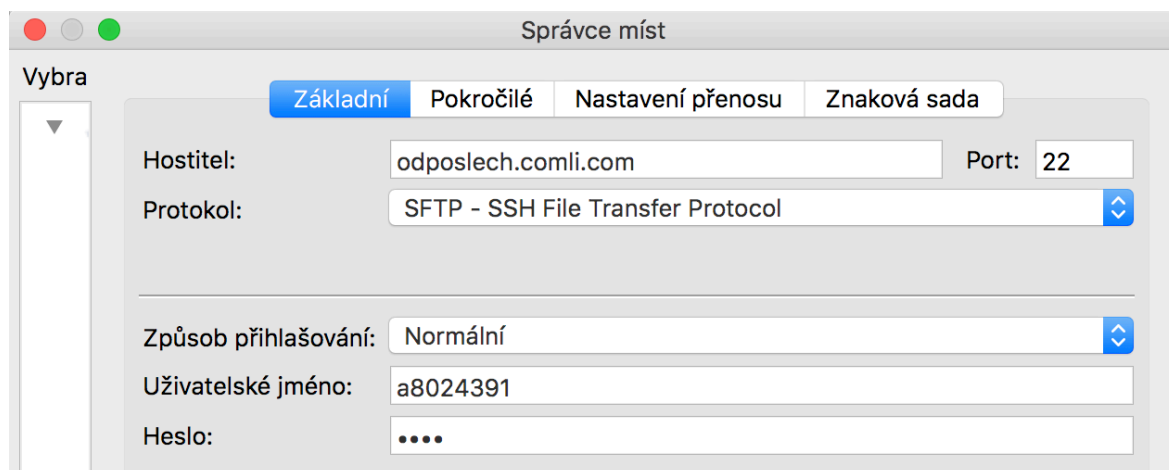 Správce míst
Vybra
Základní Pokročilé Nastavení přenosu Znaková sada
Hostitel: odposlech.comli.com Port: 22
Protokol: SFTP - SSH File Transfer Protocol
Způsob přihlašování: Normální
Uživatelské jméno: a8024391
Heslo: ••••